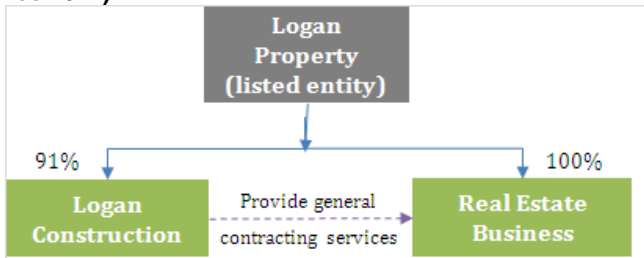 Logan
Property
(listed entity)
91%
100%
Logan
Construction
Provide general
contracting services
Real Estate
Business